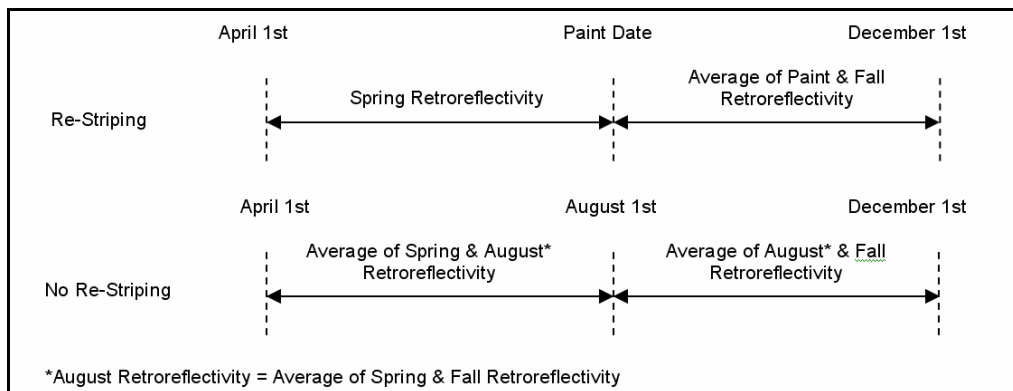 April 1st Paint Date December 1st
Spring Retroreflectivity
Average of Paint & Fall
Retroreflectivity
Re-Striping
April 1st August 1st December 1st
Average of Spring & August*
Retroreflectivity
Average of August* & Fall
Retroreflectivity
No Re-Striping
*August Retroreflectivity = Average of Spring & Fall Retroreflectivity